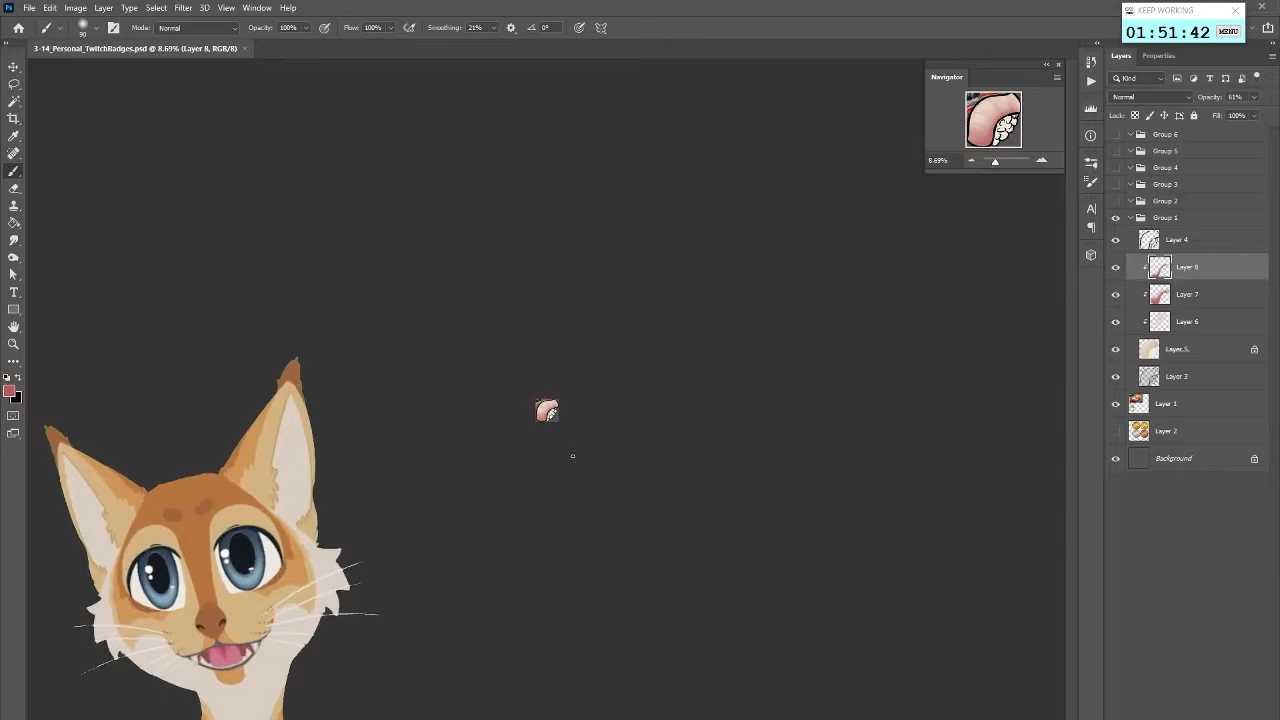 Ps File Edit Image Layer Type Select Filter 3D View Window Help
KEEP WORKING
01:51:42 MENU
90 Mode: Normal Opacity: 100% Flow: 100% Smoothing: 21% 0°
3-14_Personal_TwitchBadges.psd @ 8.69% (Layer 8, RGB/8)
Navigator
8.69%
Layers Properties
Kind
Normal Opacity: 61%
Lock: Fill: 100%
Group 6
Group 5
Group 4
Group 3
Group 2
Group 1
Layer 4
Layer 8
Layer 7
Layer 6
Layer 5
Layer 3
Layer 1
Layer 2
Background